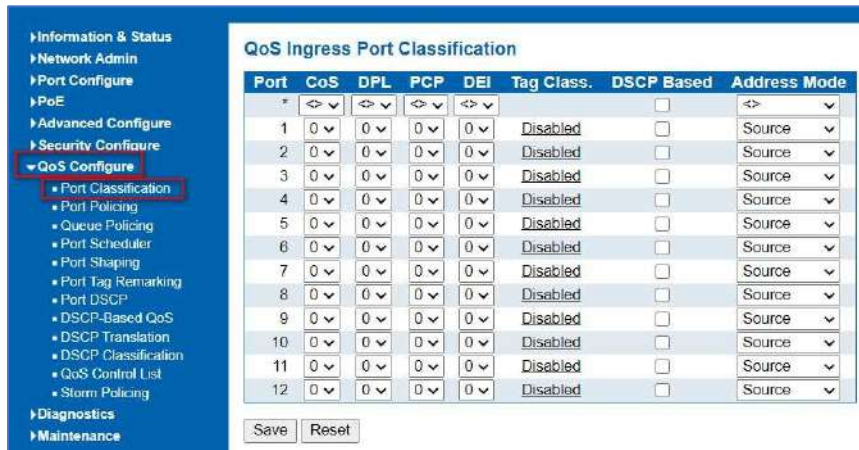 Information & Status
Network Admin
Port Configure
PoE
Advanced Configure
Security Configure
QoS Configure
Port Classification
Port Policing
Queue Policing
Port Scheduler
Port Shaping
Port Tag Remarking
Port DSCP
DSCP-Based QoS
DSCP Translation
DSCP Classification
QoS Control List
Storm Policing
Diagnostics
Maintenance
QoS Ingress Port Classification
Port CoS DPL PCP DEI Tag Class. DSCP Based Address Mode
* <> <> <> <> <>
1 0 0 0 0 Disabled Source
2 0 0 0 0 Disabled Source
3 0 0 0 0 Disabled Source
4 0 0 0 0 Disabled Source
5 0 0 0 0 Disabled Source
6 0 0 0 0 Disabled Source
7 0 0 0 0 Disabled Source
8 0 0 0 0 Disabled Source
9 0 0 0 0 Disabled Source
10 0 0 0 0 Disabled Source
11 0 0 0 0 Disabled Source
12 0 0 0 0 Disabled Source
Save Reset